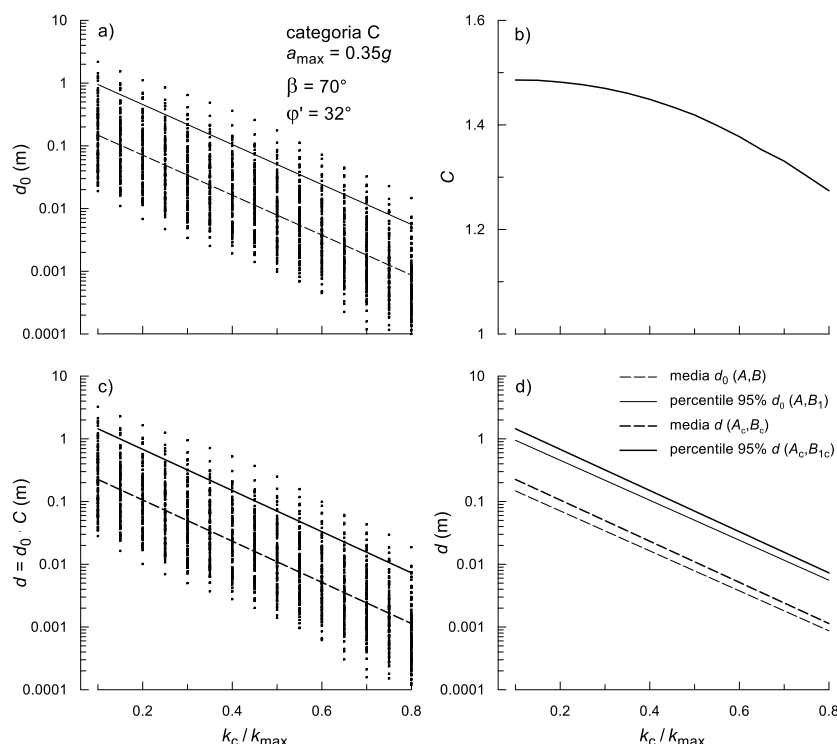 a)
categoria C
a_max = 0.35g
β = 70°
φ' = 32°
10
1
0.1
0.01
0.001
0.0001
d_0 (m)
b)
1.6
1.4
1.2
1
C
c)
10
1
0.1
0.01
0.001
0.0001
d = d_0 · C (m)
0.2 0.4 0.6 0.8
k_c / k_max
d)
media d_0 (A,B)
percentile 95% d_0 (A,B_1)
media d (A_c,B_c)
percentile 95% d (A_c,B_1c)
10
1
0.1
0.01
0.001
0.0001
d (m)
0.2 0.4 0.6 0.8
k_c / k_max